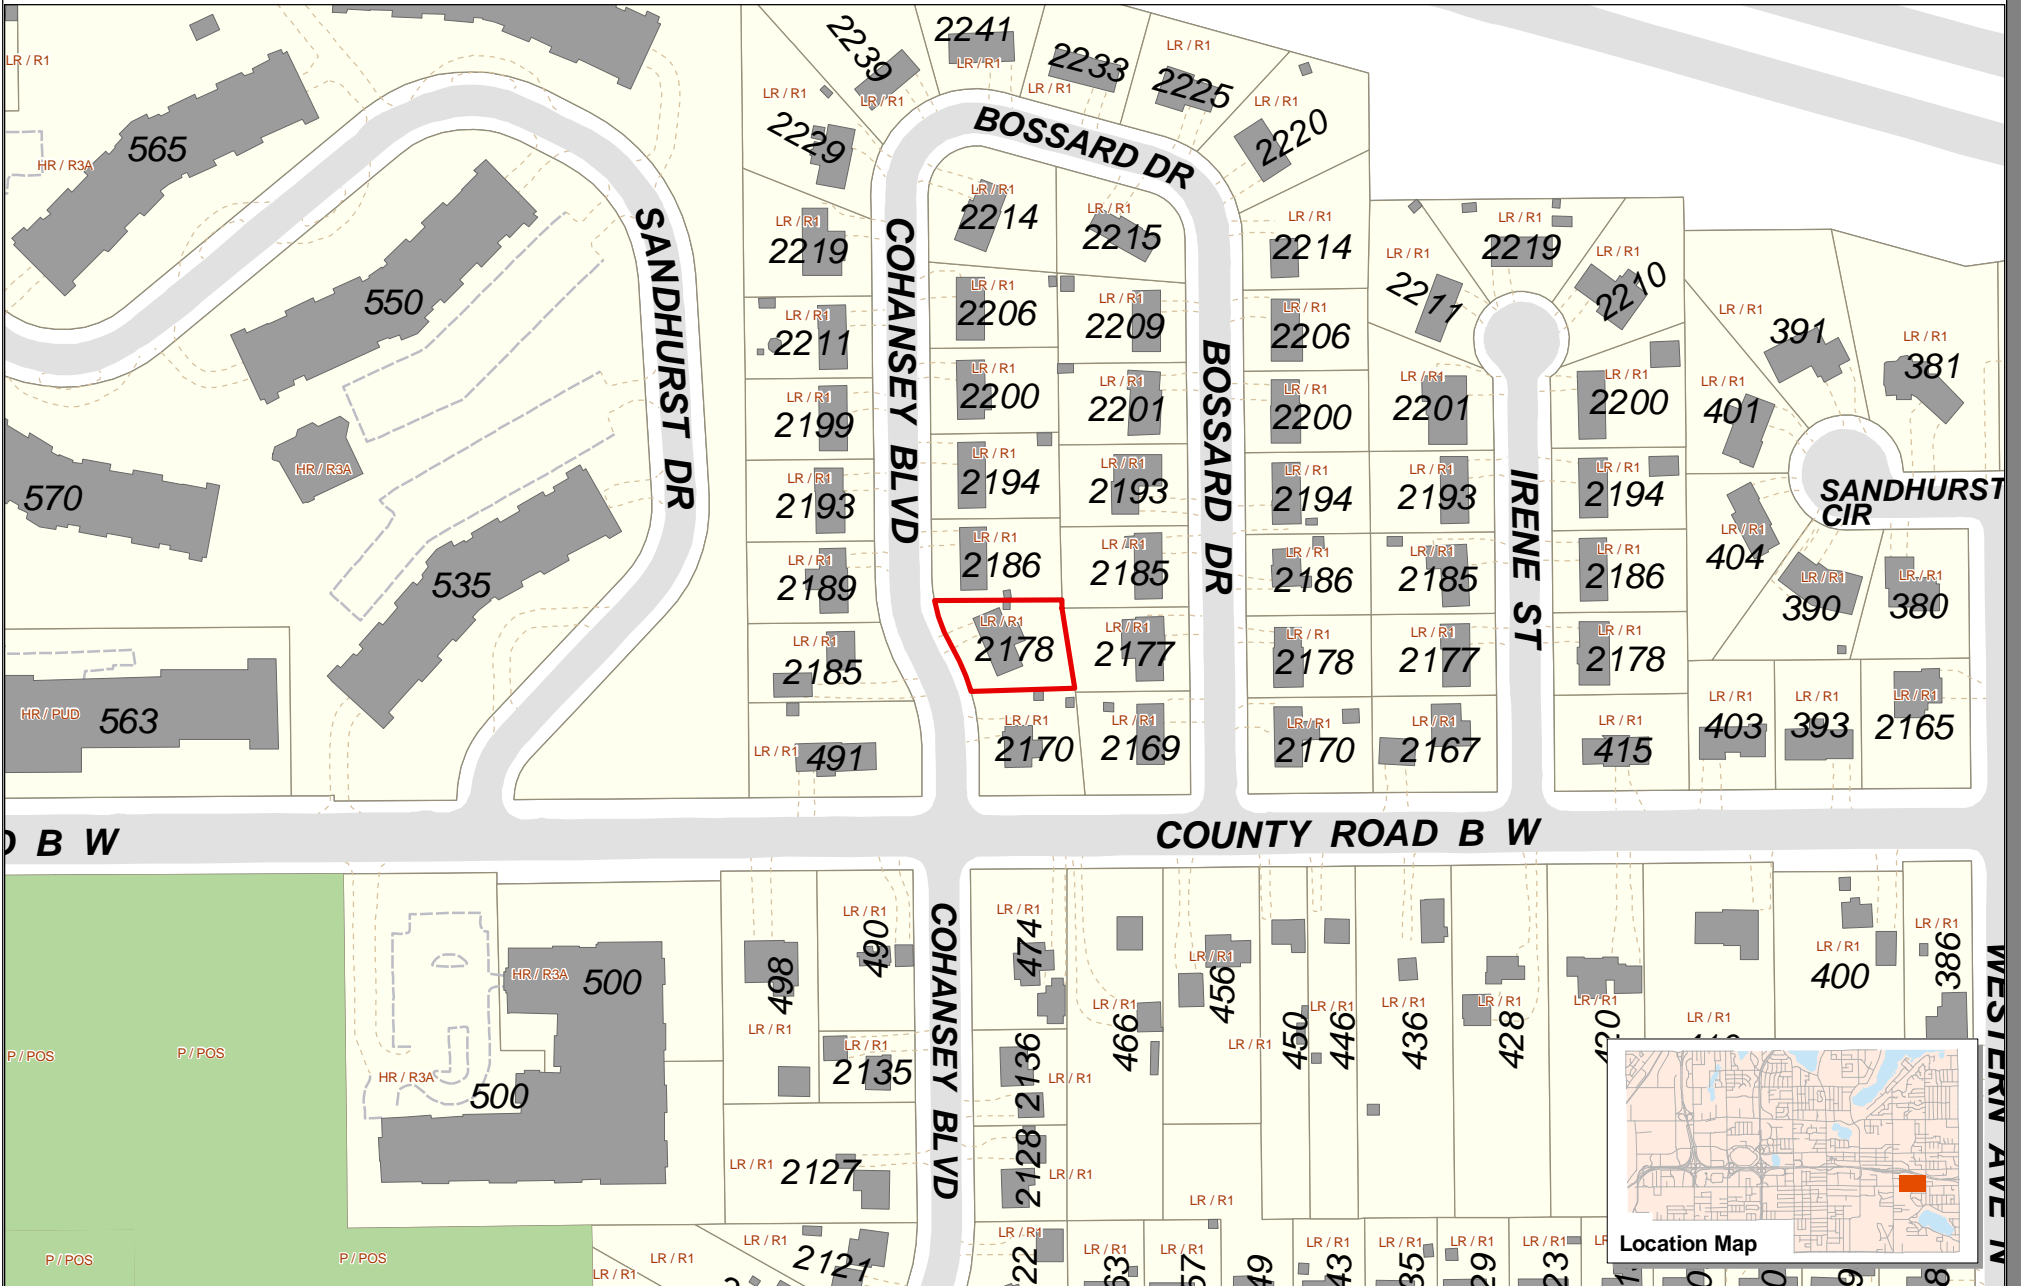 LR / R1
2239
2241
LR / R1
2233
LR / R1
LR / R1
2225
LR / R1
LR / R1
LR / R1
2229
2220
BOSSARD DR
565
HR / R3A
550
SANDHURST DR
LR / R1
2219
COHANSEY BLVD
LR / R1
2214
LR / R1
2215
LR / R1
2214
LR / R1
2211
LR / R1
2219
2210
LR / R1
2206
LR / R1
2209
2206
LR / R1
LR / R1
2211
LR / R1
391
LR / R1
381
LR / R1
2200
LR / R1
2201
BOSSARD DR
LR / R1
2200
LR / R1
2201
LR / R1
2200
LR / R1
401
LR / R1
2199
HR / R3A
570
LR / R1
2193
LR / R1
2194
LR / R1
2193
LR / R1
2194
LR / R1
2193
IRENE ST
LR / R1
2194
SANDHURST
CIR
LR / R1
404
535
LR / R1
2189
LR / R1
2186
LR / R1
2185
LR / R1
2186
LR / R1
2185
LR / R1
2186
LR / R1
390
LR / R1
380
LR / R1
2185
LR / R1
2178
LR / R1
2177
LR / R1
2178
LR / R1
2177
LR / R1
2178
HR / PUD
563
LR / R1
491
LR / R1
2170
LR / R1
2169
LR / R1
2170
LR / R1
2167
LR / R1
415
LR / R1
403
LR / R1
393
LR / R1
2165
B W
COUNTY ROAD B W
HR / R3A
500
498
LR / R1
LR / R1
490
COHANSEY BLVD
LR / R1
474
LR / R1
466
LR / R1
456
LR / R1
450
LR / R1
446
LR / R1
436
LR / R1
428
LR / R1
420
LR / R1
LR / R1
400
LR / R1
386
WESTERN AVE N
P / POS
P / POS
HR / R3A
500
LR / R1
2135
2136
LR / R1
LR / R1
2127
2128
LR / R1
LR / R1
P / POS
P / POS
LR / R1
LR / R1
LR / R1
2121
LR / R1
22
LR / R1
63
LR / R1
57
49
LR / R1
43
LR / R1
35
LR / R1
29
LR / R1
23
Location Map